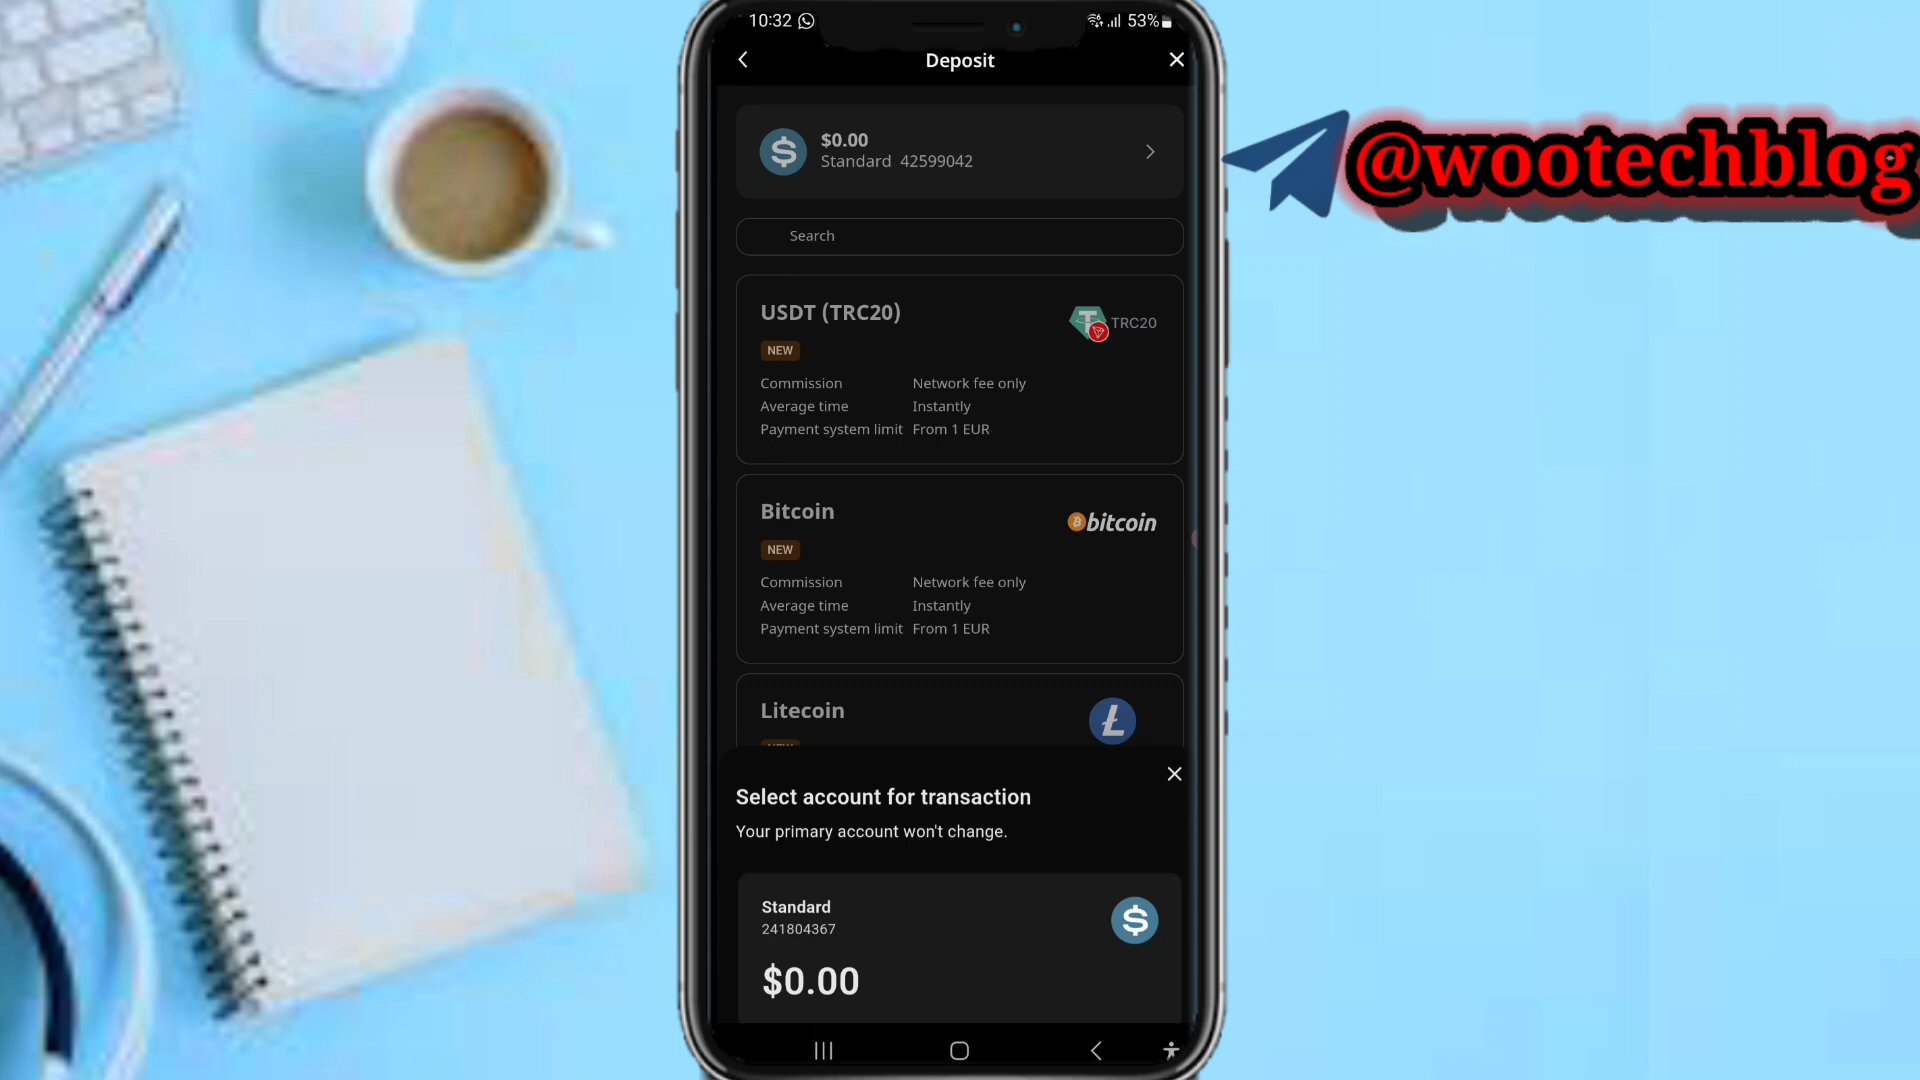 10:32
53%
Deposit
$0.00
Standard 42599042
Search
USDT (TRC20)
TRC20
NEW
Commission Network fee only
Average time Instantly
Payment system limit From 1 EUR
Bitcoin
bitcoin
NEW
Commission Network fee only
Average time Instantly
Payment system limit From 1 EUR
Litecoin
NEW
Select account for transaction
Your primary account won't change.
Standard
241804367
$0.00
@wootechblog